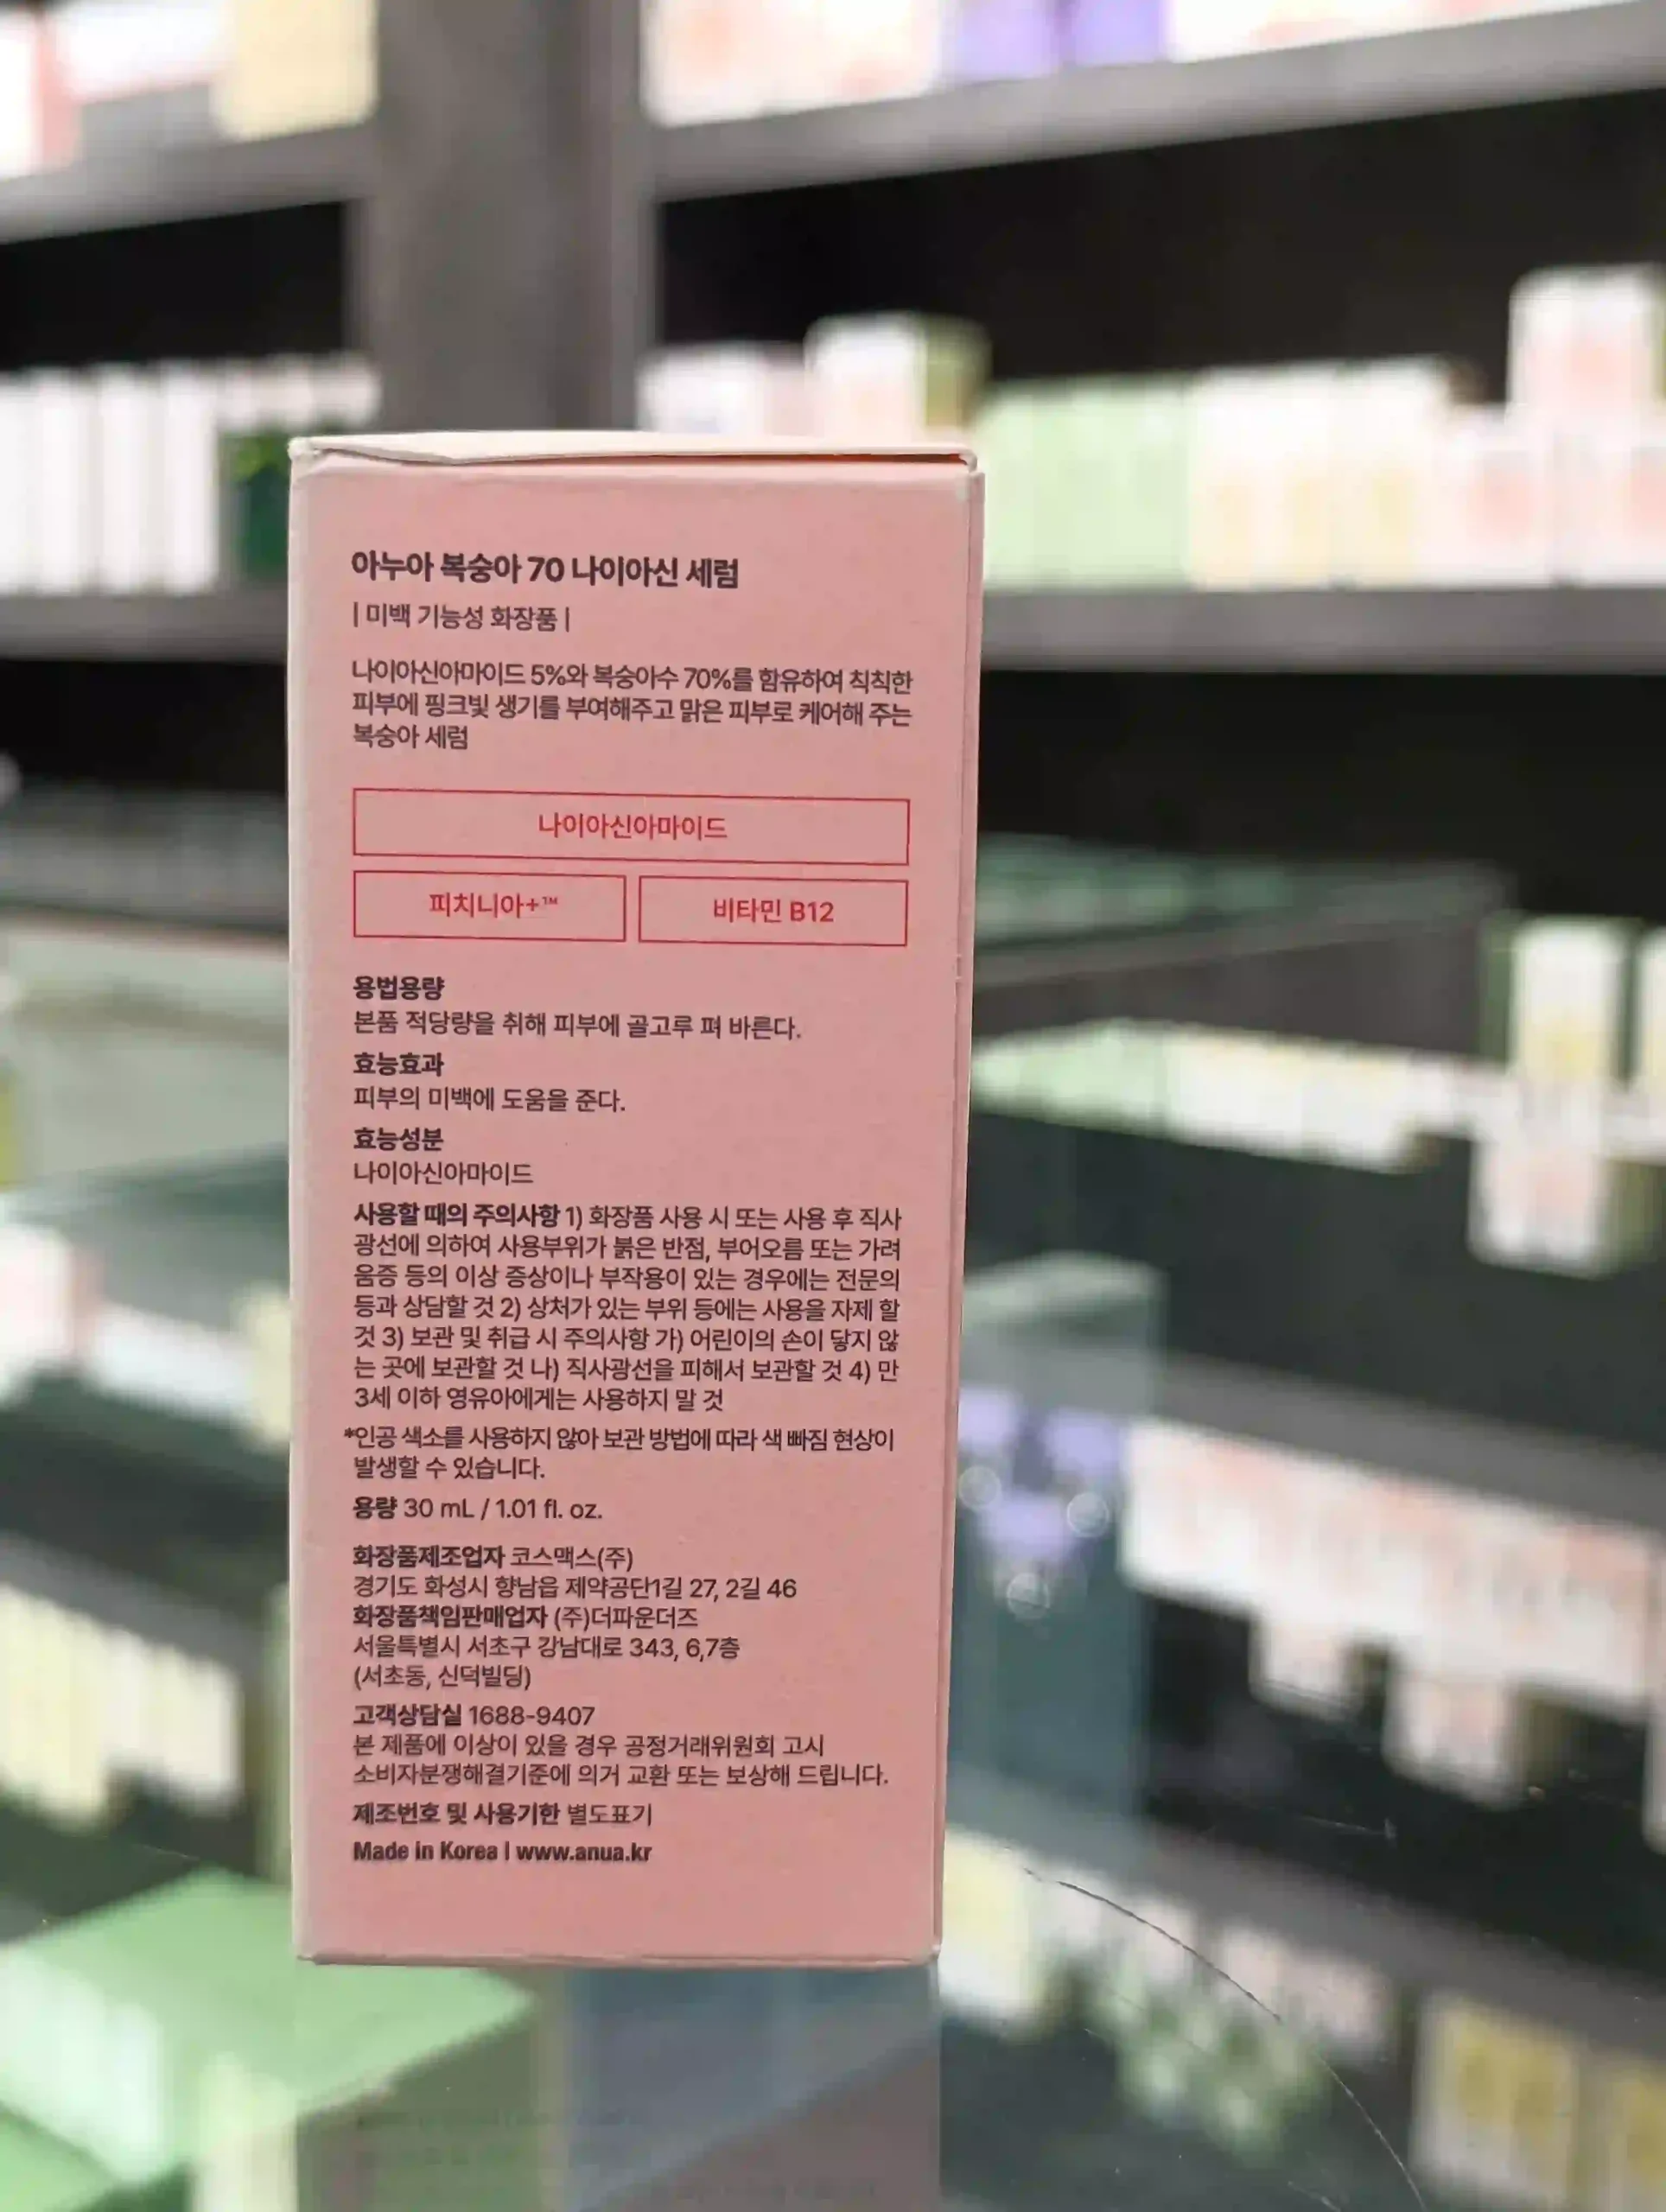 아누아 복숭아 70 나이아신 세럼
| 미백 기능성 화장품 |
나이아신아마이드 5%와 복숭아수 70%를 함유하여 칙칙한
피부에 핑크빛 생기를 부여해주고 맑은 피부로 케어해 주는
복숭아 세럼
나이아신아마이드
피치니아+™
비타민 B12
용법용량
본품 적당량을 취해 피부에 골고루 펴 바른다.
효능효과
피부의 미백에 도움을 준다.
효능성분
나이아신아마이드
사용할 때의 주의사항 1) 화장품 사용 시 또는 사용 후 직사
광선에 의하여 사용부위가 붉은 반점, 부어오름 또는 가려
움증 등의 이상 증상이나 부작용이 있는 경우에는 전문의
등과 상담할 것 2) 상처가 있는 부위 등에는 사용을 자제 할
것 3) 보관 및 취급 시 주의사항 가) 어린이의 손이 닿지 않
는 곳에 보관할 것 나) 직사광선을 피해서 보관할 것 4) 만
3세 이하 영유아에게는 사용하지 말 것
*인공 색소를 사용하지 않아 보관 방법에 따라 색 빠짐 현상이
발생할 수 있습니다.
용량 30 mL / 1.01 fl. oz.
화장품제조업자 코스맥스(주)
경기도 화성시 향남읍 제약공단1길 27, 2길 46
화장품책임판매업자 (주)더파운더즈
서울특별시 서초구 강남대로 343, 6,7층
(서초동, 신덕빌딩)
고객상담실 1688-9407
본 제품에 이상이 있을 경우 공정거래위원회 고시
소비자분쟁해결기준에 의거 교환 또는 보상해 드립니다.
제조번호 및 사용기한 별도표기
Made in Korea | www.anua.kr